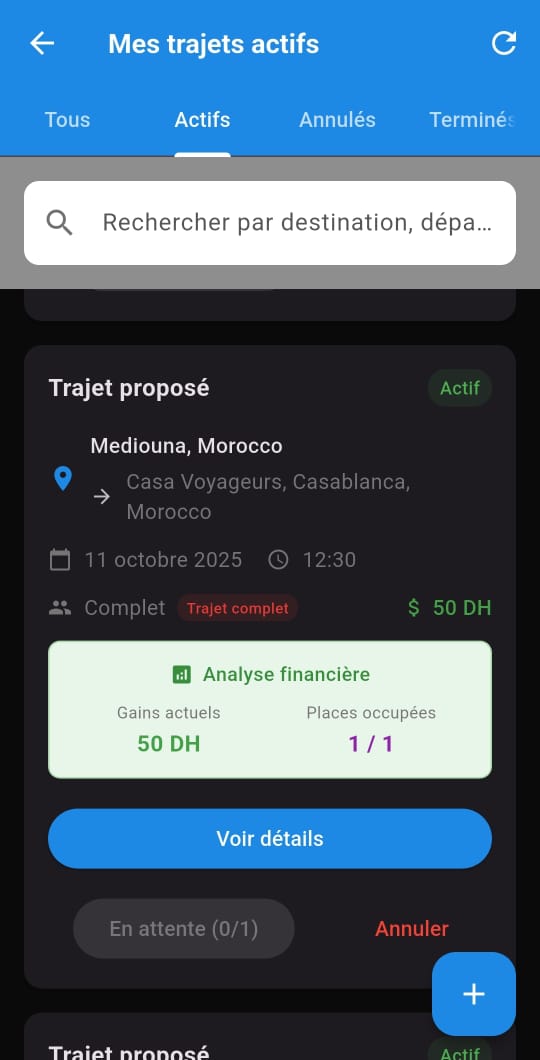 Mes trajets actifs
Tous Actifs Annulés Terminés
Rechercher par destination, dépa...
Trajet proposé Actif
Mediouna, Morocco
Casa Voyageurs, Casablanca,
Morocco
11 octobre 2025 12:30
Complet Trajet complet $ 50 DH
Analyse financière
Gains actuels Places occupées
50 DH 1 / 1
Voir détails
En attente (0/1) Annuler
+
Trajet proposé Actif